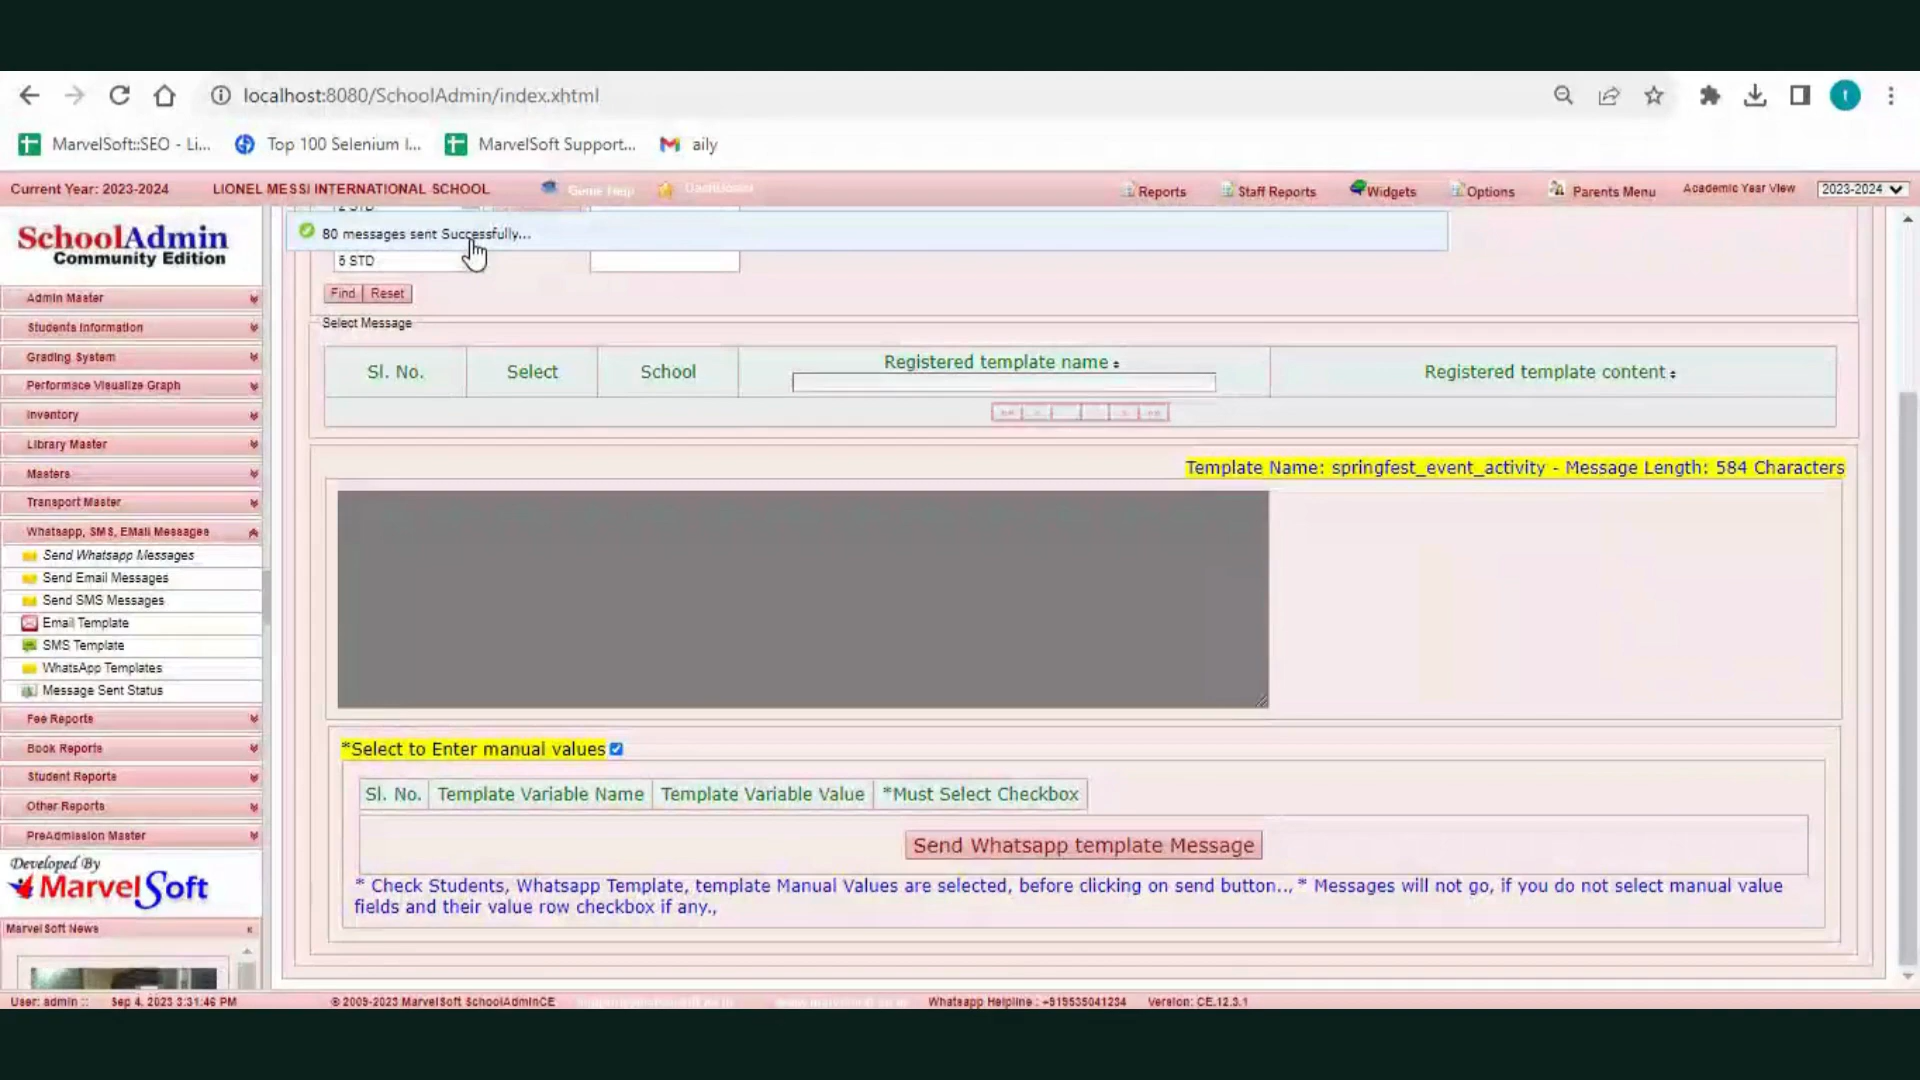 localhost:8080/SchoolAdmin/index.xhtml
MarvelSoft::SEO - Li... Top 100 Selenium I... MarvelSoft Support... aily
Current Year: 2023-2024 LIONEL MESSI INTERNATIONAL SCHOOL Genie Help Dashboard Reports Staff Reports Widgets Options Parents Menu Academic Year View 2023-2024
2 STD
SchoolAdmin
Community Edition
80 messages sent Successfully...
5 STD
Find Reset
Select Message
Sl. No. Select School Registered template name Registered template content
Template Name: springfest_event_activity - Message Length: 584 Characters
*Select to Enter manual values
Sl. No. Template Variable Name Template Variable Value *Must Select Checkbox
Send Whatsapp template Message
* Check Students, Whatsapp Template, template Manual Values are selected, before clicking on send button.., * Messages will not go, if you do not select manual value
fields and their value row checkbox if any.,
Admin Master
Students Information
Grading System
Performace Visualize Graph
Inventory
Library Master
Masters
Transport Master
Whatsapp, SMS, EMail Messages
Send Whatsapp Messages
Send Email Messages
Send SMS Messages
Email Template
SMS Template
WhatsApp Templates
Message Sent Status
Fee Reports
Book Reports
Student Reports
Other Reports
PreAdmission Master
Developed By
MarvelSoft
MarvelSoft News
User: admin :: Sep 4, 2023 3:31:46 PM © 2009-2023 MarvelSoft SchoolAdminCE Whatsapp Helpline : +919535041234 Version: CE.12.3.1